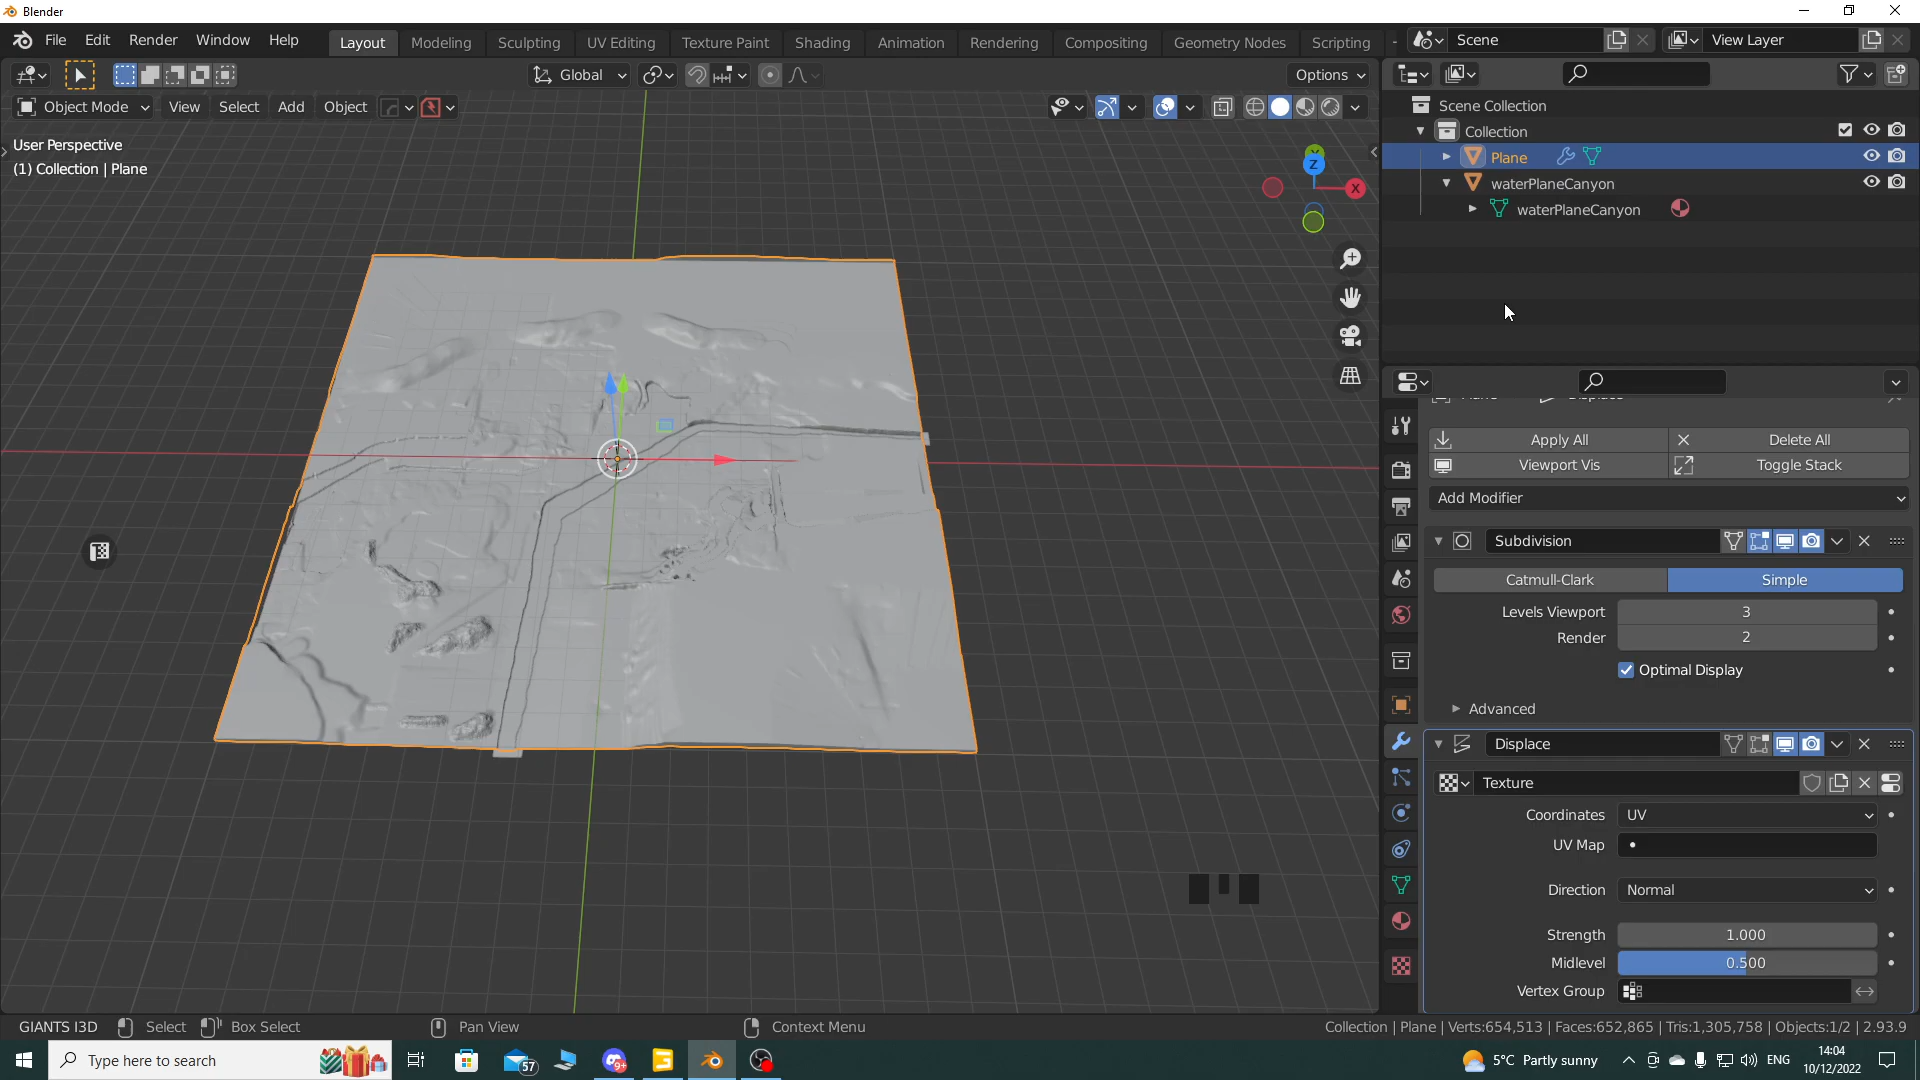 Blender
File Edit Render Window Help Layout Modeling Sculpting UV Editing Texture Paint Shading Animation Rendering Compositing Geometry Nodes Scripting Scene View Layer
Global Options
Object Mode View Select Add Object
User Perspective
(1) Collection | Plane
Z
X
Scene Collection
Collection
Plane
waterPlaneCanyon
waterPlaneCanyon
Apply All Delete All
Viewport Vis Toggle Stack
Add Modifier
Subdivision
Catmull-Clark Simple
Levels Viewport 3
Render 2
Optimal Display
Advanced
Displace
Texture
Coordinates UV
UV Map
Direction Normal
Strength 1.000
Midlevel 0.500
Vertex Group
GIANTS I3D Select Box Select Pan View Context Menu Collection | Plane | Verts:654,513 | Faces:652,865 | Tris:1,305,758 | Objects:1/2 | 2.93.9
Type here to search 57 9+ 5°C Partly sunny ENG 14:04
10/12/2022